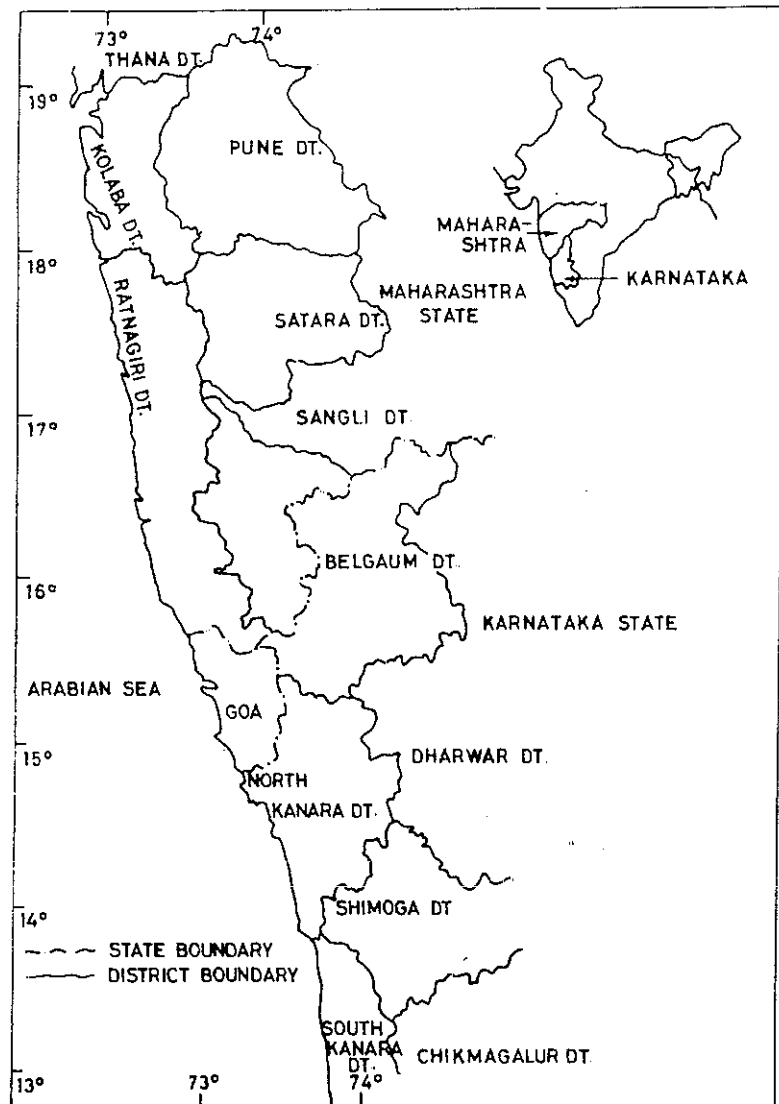 73°
74°
THANA DT.
19°
KOLABA DT.
PUNE DT.
MAHARA-
SHTRA
KARNATAKA
18°
RATNAGIRI DT.
MAHARASHTRA
STATE
SATARA DT.
17°
SANGLI DT.
BELGAUM DT.
16°
KARNATAKA STATE
ARABIAN SEA
GOA
15°
NORTH
KANARA DT.
DHARWAR DT.
14°
SHIMOGA DT
STATE BOUNDARY
DISTRICT BOUNDARY
SOUTH
KANARA
DT.
CHIKMAGALUR DT.
13°
73°
74°